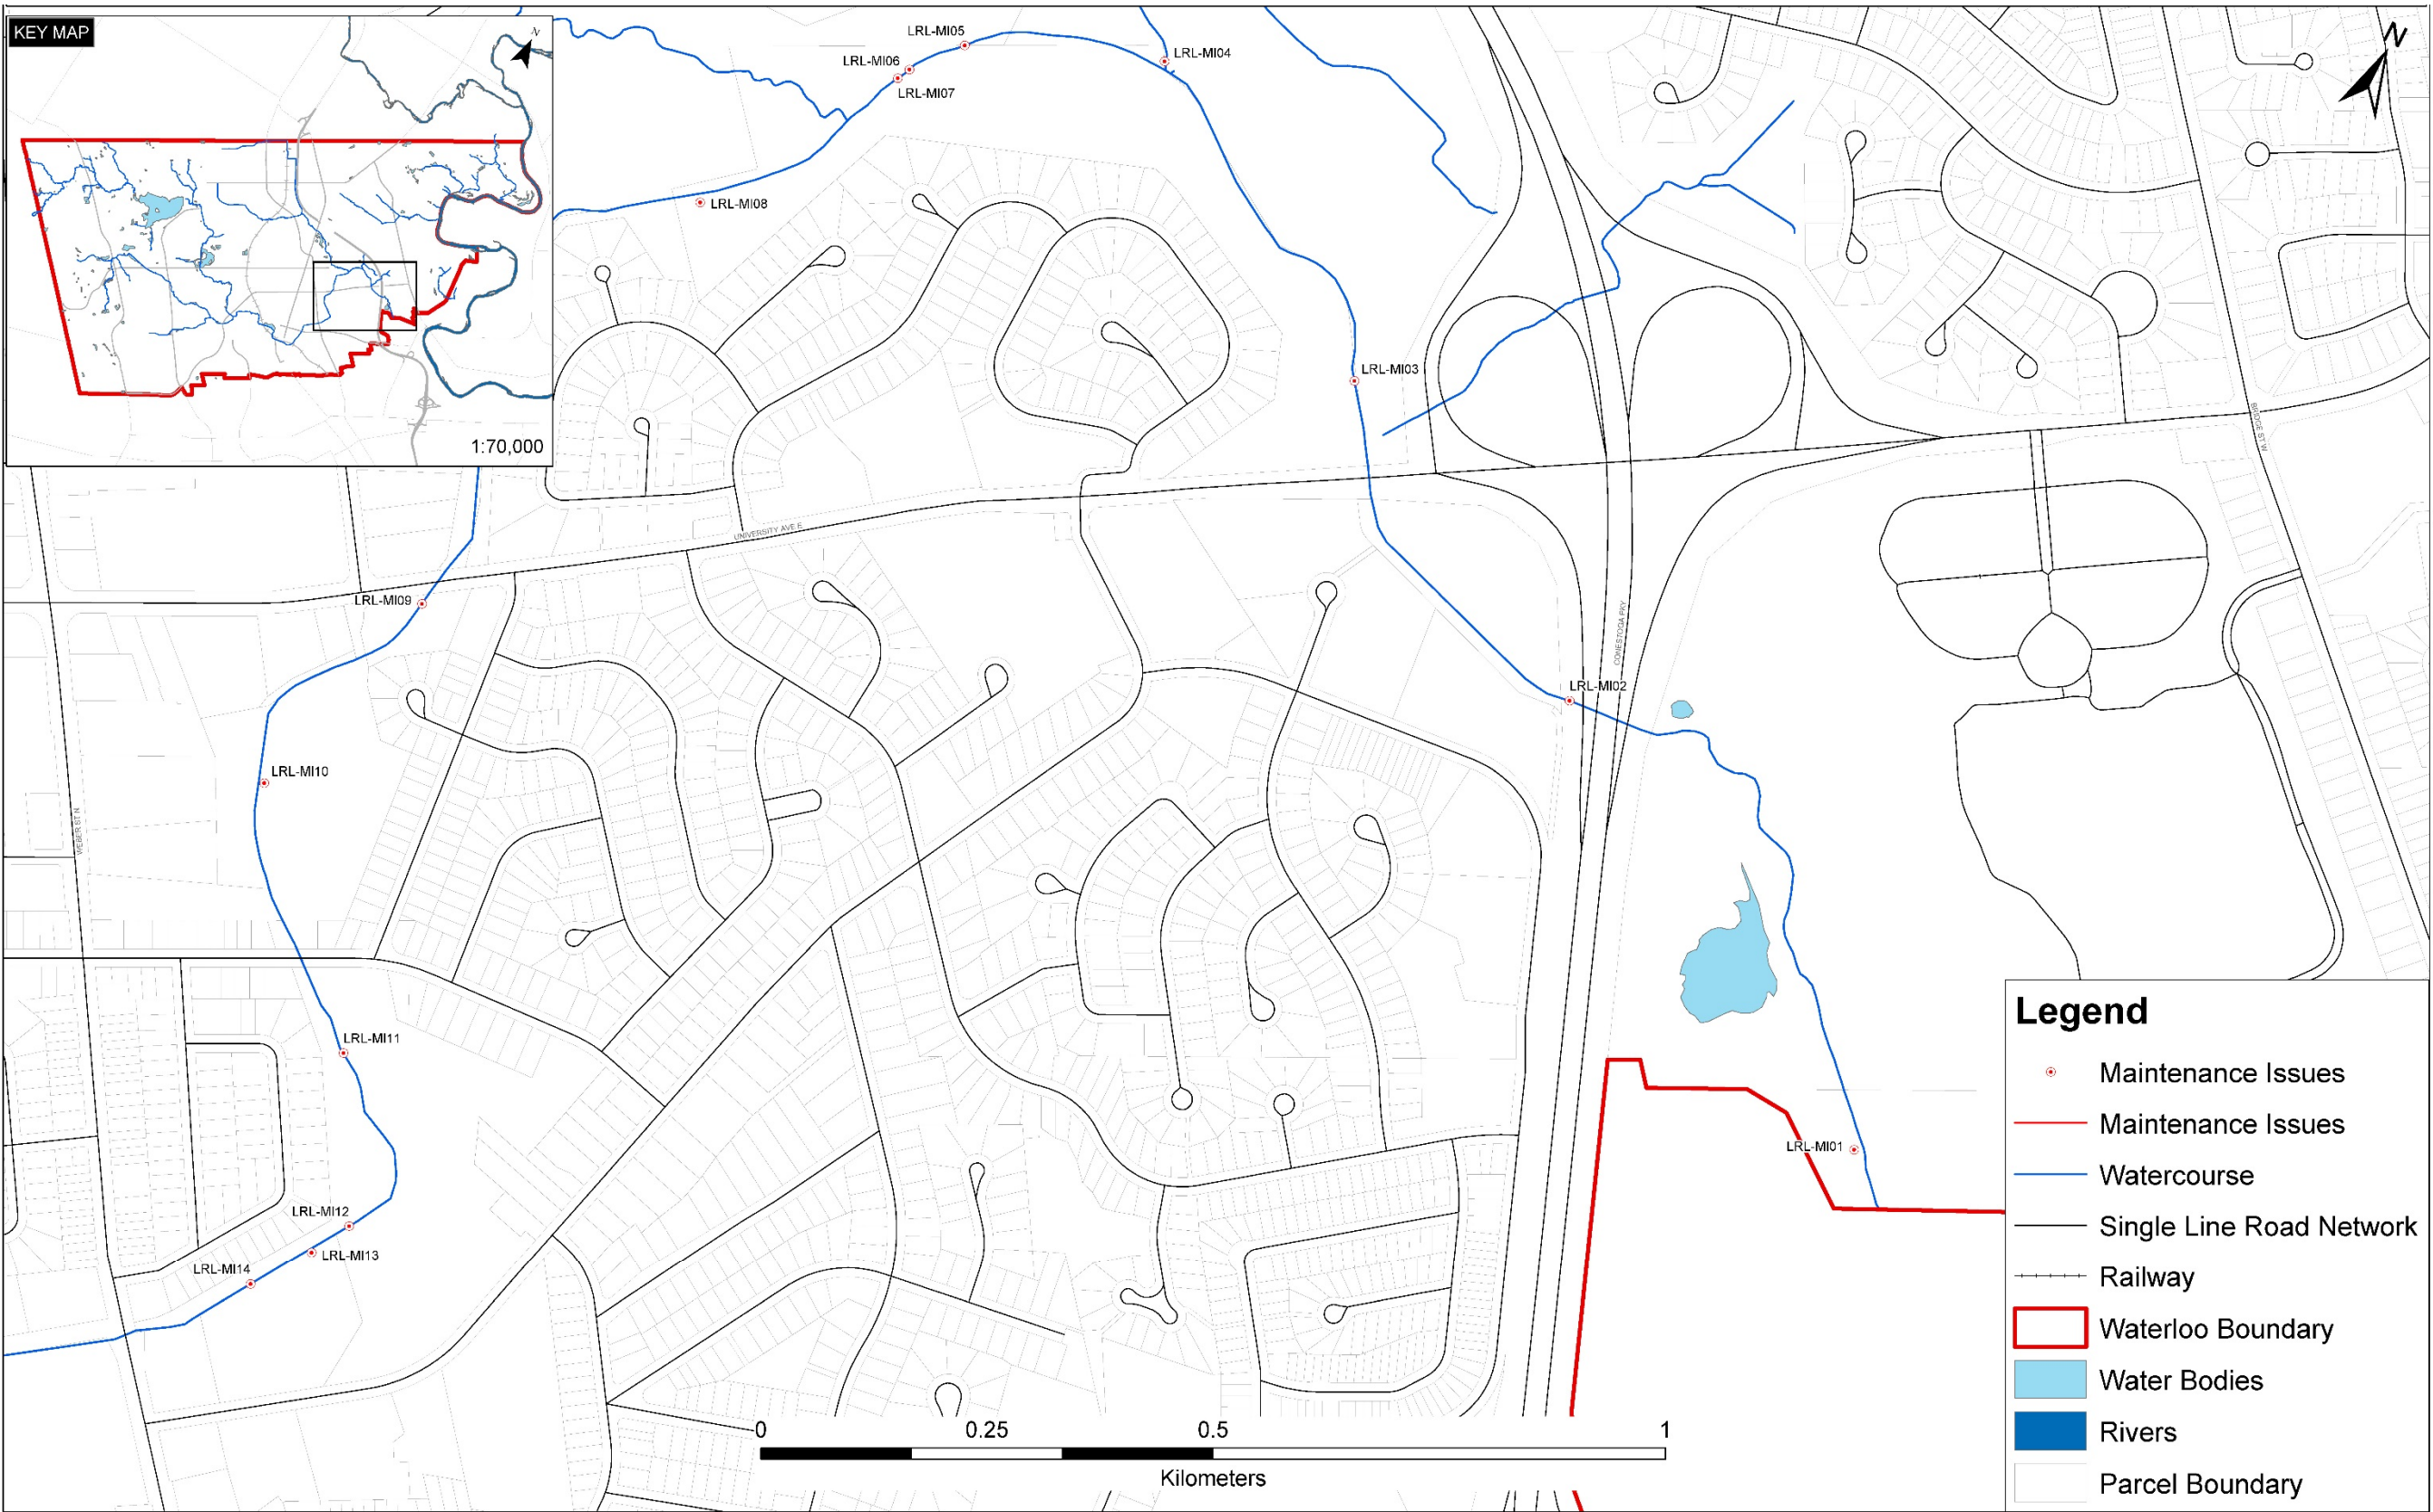 KEY MAP
N
1:70,000
N
LRL-MI05
LRL-MI04
LRL-MI06
LRL-MI07
LRL-MI08
LRL-MI03
BRIDGE ST W
UNIVERSITY AVE E
LRL-MI09
CONESTOGA PKY
LRL-MI02
LRL-MI10
WEBER ST N
LRL-MI11
LRL-MI01
LRL-MI12
LRL-MI13
LRL-MI14
Legend
Maintenance Issues
Maintenance Issues
Watercourse
Single Line Road Network
Railway
Waterloo Boundary
Water Bodies
Rivers
Parcel Boundary
0 0.25 0.5 1
Kilometers